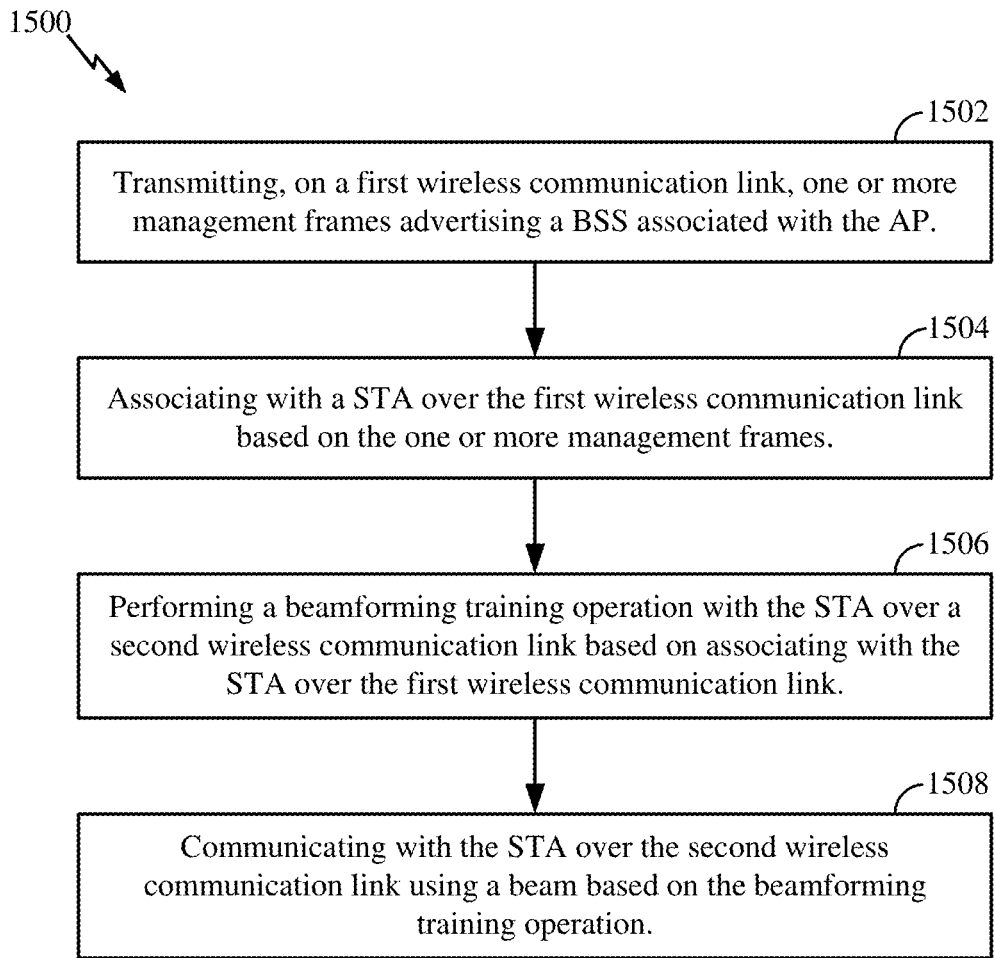 1500
1502
Transmitting, on a first wireless communication link, one or more
management frames advertising a BSS associated with the AP.
1504
Associating with a STA over the first wireless communication link
based on the one or more management frames.
1506
Performing a beamforming training operation with the STA over a
second wireless communication link based on associating with the
STA over the first wireless communication link.
1508
Communicating with the STA over the second wireless
communication link using a beam based on the beamforming
training operation.